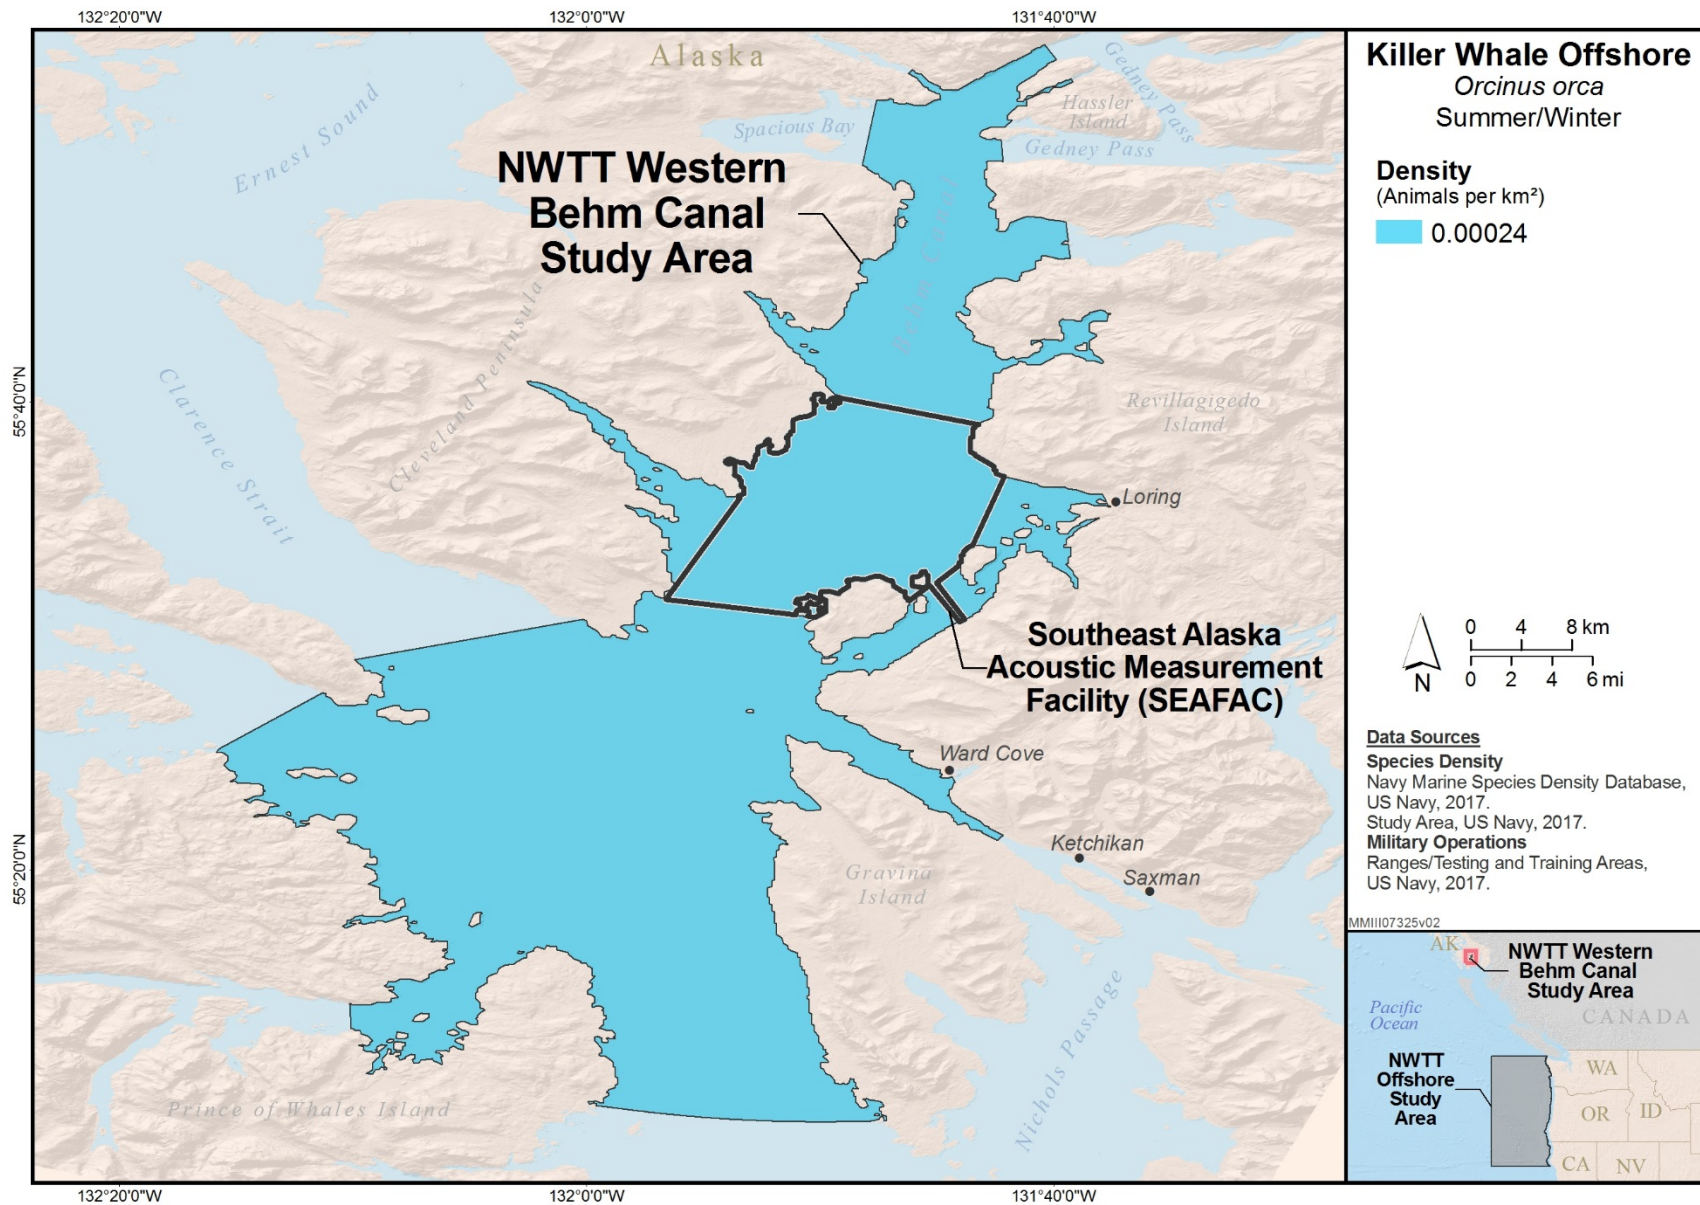 132°20'0"W
132°0'0"W
131°40'0"W
Alaska
Ernest Sound
Spacious Bay
Hassler
Island
Gedney Pass
Gedney Pass
NWTT Western
Behm Canal
Study Area
Behm Canal
Cleveland Peninsula
Clarence Strait
Revillagigedo
Island
Loring
Southeast Alaska
Acoustic Measurement
Facility (SEAFAC)
Ward Cove
Ketchikan
Saxman
Gravina
Island
Nichols Passage
Prince of Whales Island
55°40'0"N
55°20'0"N
132°20'0"W
132°0'0"W
131°40'0"W
Killer Whale Offshore
Orcinus orca
Summer/Winter
Density
(Animals per km²)
0.00024
N
0 4 8 km
0 2 4 6 mi
Data Sources
Species Density
Navy Marine Species Density Database,
US Navy, 2017.
Study Area, US Navy, 2017.
Military Operations
Ranges/Testing and Training Areas,
US Navy, 2017.
MMIII07325v02
AK
NWTT Western
Behm Canal
Study Area
Pacific
Ocean
CANADA
NWTT
Offshore
Study
Area
WA
OR
ID
CA
NV